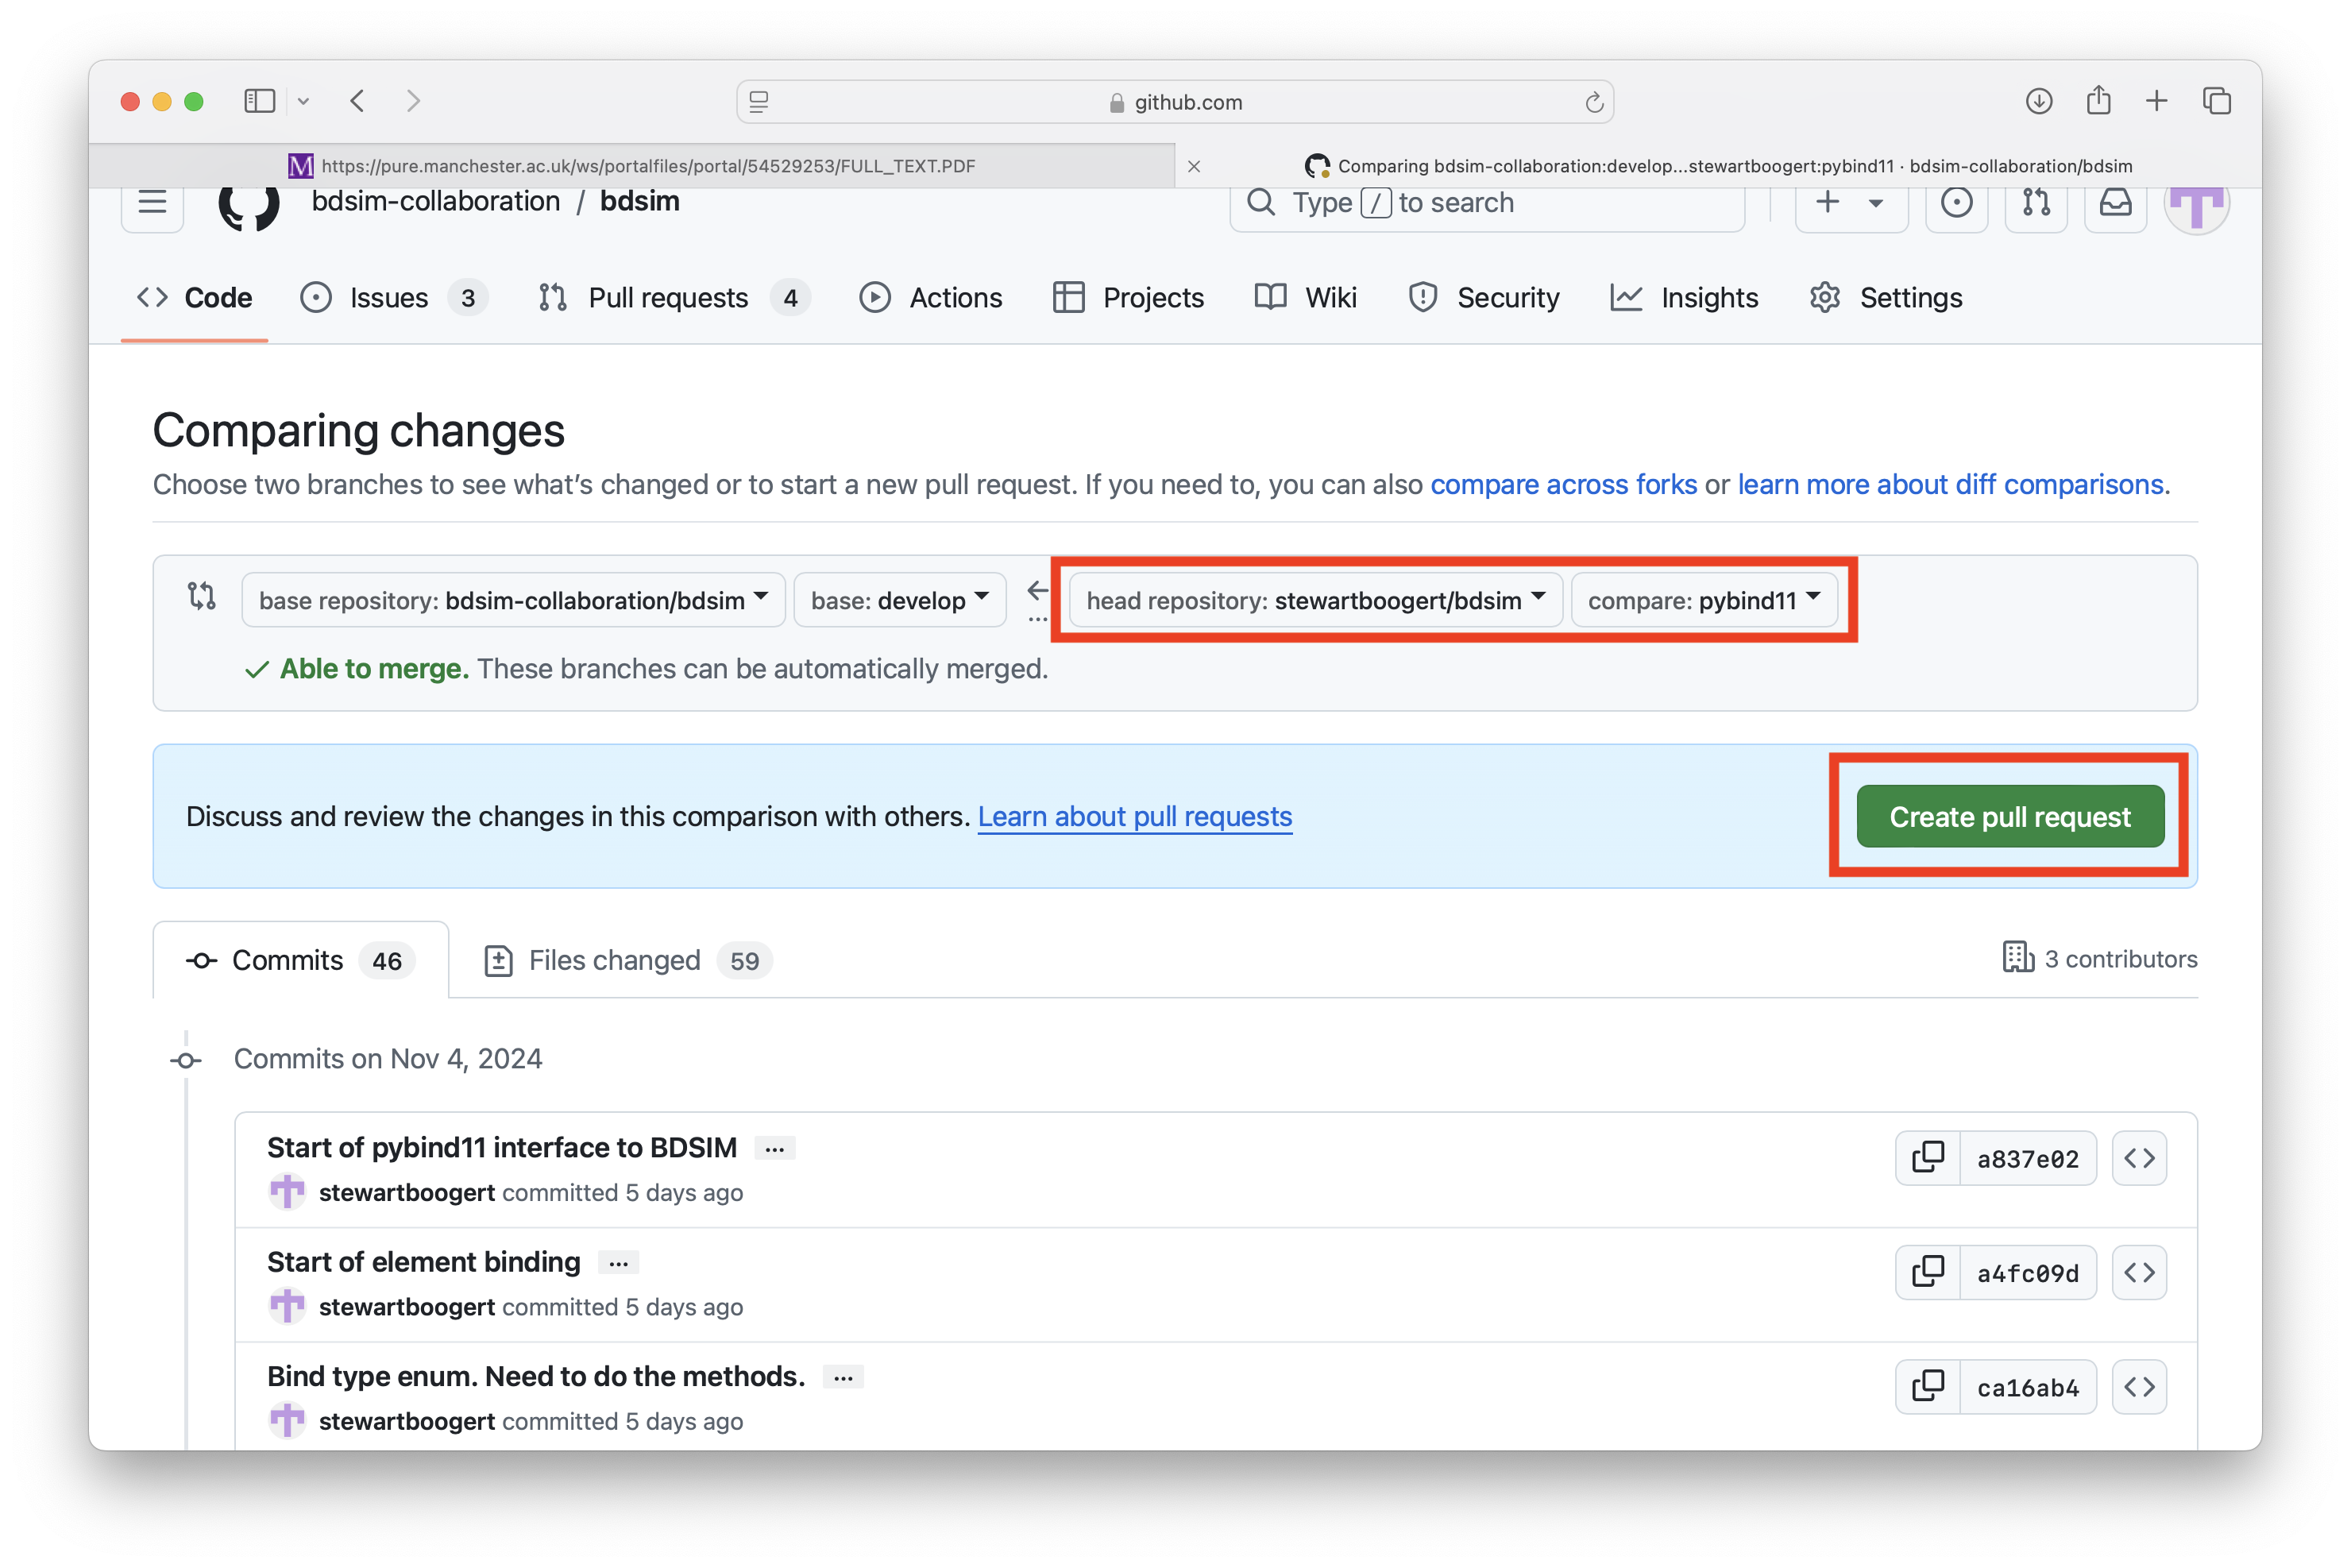 github.com
M https://pure.manchester.ac.uk/ws/portalfiles/portal/54529253/FULL_TEXT.PDF
Comparing bdsim-collaboration:develop...stewartboogert:pybind11 · bdsim-collaboration/bdsim
bdsim-collaboration / bdsim
Type / to search
Code Issues 3 Pull requests 4 Actions Projects Wiki Security Insights Settings
Comparing changes
Choose two branches to see what’s changed or to start a new pull request. If you need to, you can also compare across forks or learn more about diff comparisons.
base repository: bdsim-collaboration/bdsim base: develop ... head repository: stewartboogert/bdsim compare: pybind11
Able to merge. These branches can be automatically merged.
Discuss and review the changes in this comparison with others. Learn about pull requests
Create pull request
Commits 46 Files changed 59 3 contributors
Commits on Nov 4, 2024
Start of pybind11 interface to BDSIM ...
a837e02
stewartboogert committed 5 days ago
Start of element binding ...
a4fc09d
stewartboogert committed 5 days ago
Bind type enum. Need to do the methods. ...
ca16ab4
stewartboogert committed 5 days ago